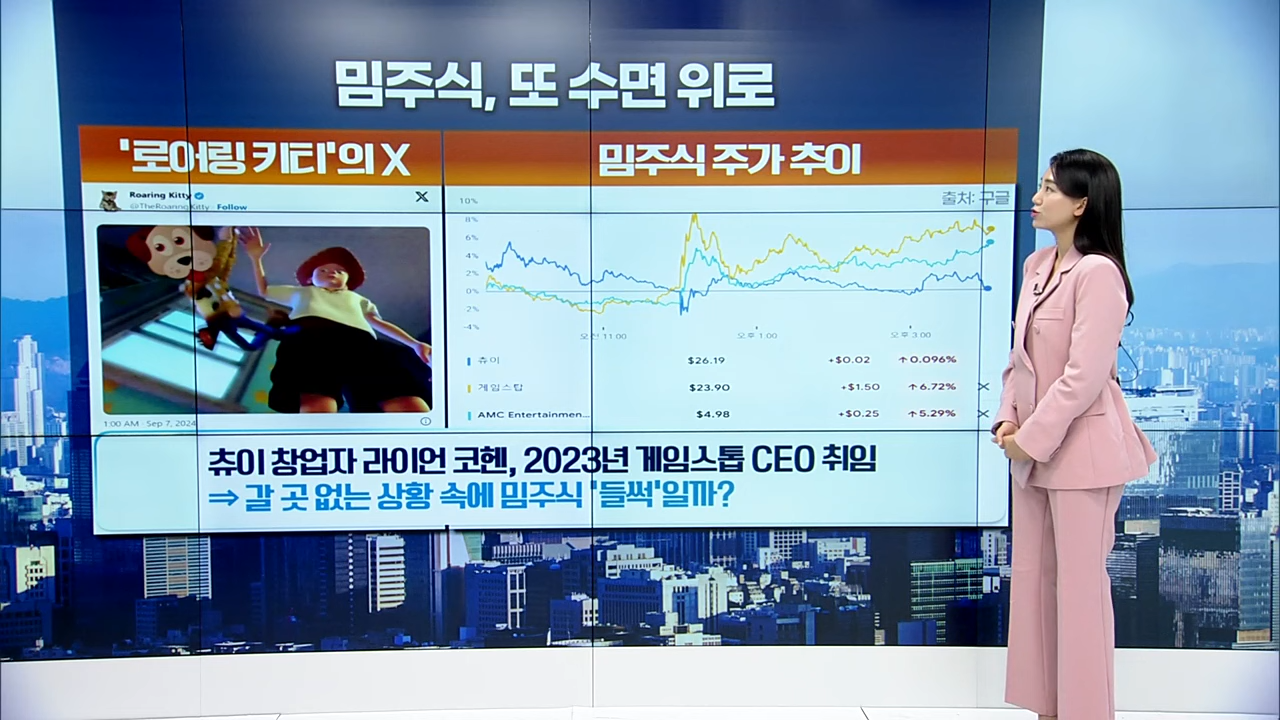 밈주식, 또 수면 위로
'로어링 키티'의 X
밈주식 주가 추이
Roaring Kitty
@TheRoaringKitty · Follow
1:00 AM · Sep 7, 2024
출처: 구글
10%
8%
6%
4%
2%
0%
-2%
-4%
오전 11:00
오후 1:00
오후 3:00
츄이 $26.19 +$0.02 ↑0.096%
게임스탑 $23.90 +$1.50 ↑6.72%
AMC Entertainmen... $4.98 +$0.25 ↑5.29%
츄이 창업자 라이언 코헨, 2023년 게임스톱 CEO 취임
⇒ 갈 곳 없는 상황 속에 밈주식 '들썩'일까?